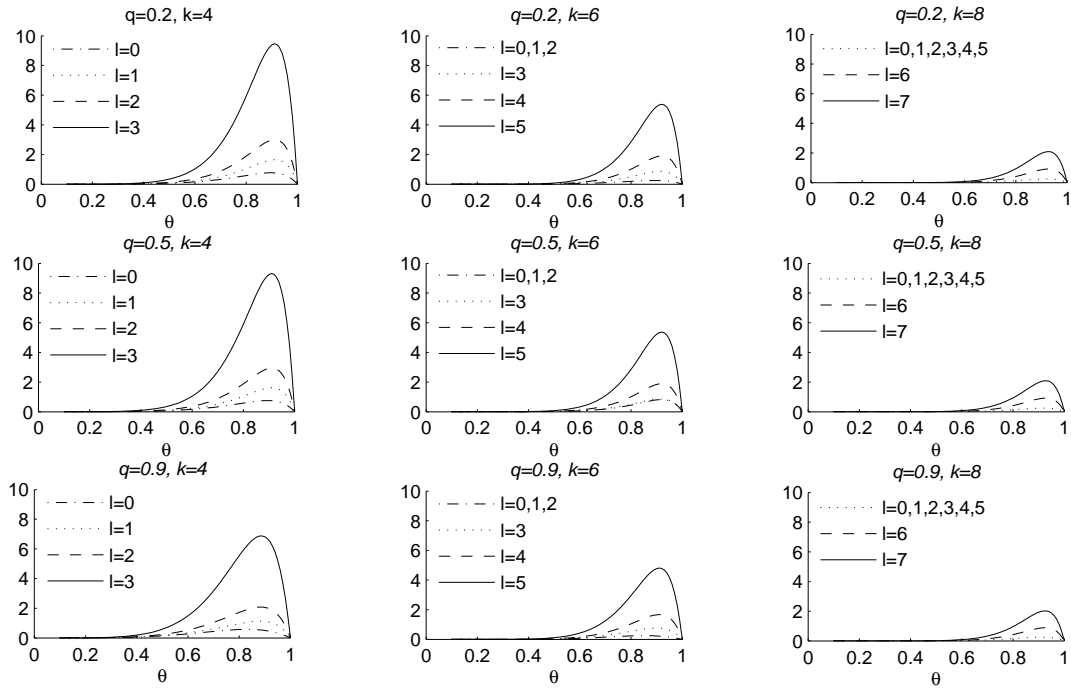 q=0.2, k=4
10
8
6
4
2
0
l=0
l=1
l=2
l=3
0 0.2 0.4 0.6 0.8 1
θ
q=0.2, k=6
10
8
6
4
2
0
l=0,1,2
l=3
l=4
l=5
0 0.2 0.4 0.6 0.8 1
θ
q=0.2, k=8
10
8
6
4
2
0
l=0,1,2,3,4,5
l=6
l=7
0 0.2 0.4 0.6 0.8 1
θ
q=0.5, k=4
10
8
6
4
2
0
l=0
l=1
l=2
l=3
0 0.2 0.4 0.6 0.8 1
θ
q=0.5, k=6
10
8
6
4
2
0
l=0,1,2
l=3
l=4
l=5
0 0.2 0.4 0.6 0.8 1
θ
q=0.5, k=8
10
8
6
4
2
0
l=0,1,2,3,4,5
l=6
l=7
0 0.2 0.4 0.6 0.8 1
θ
q=0.9, k=4
10
8
6
4
2
0
l=0
l=1
l=2
l=3
0 0.2 0.4 0.6 0.8 1
θ
q=0.9, k=6
10
8
6
4
2
0
l=0,1,2
l=3
l=4
l=5
0 0.2 0.4 0.6 0.8 1
θ
q=0.9, k=8
10
8
6
4
2
0
l=0,1,2,3,4,5
l=6
l=7
0 0.2 0.4 0.6 0.8 1
θ